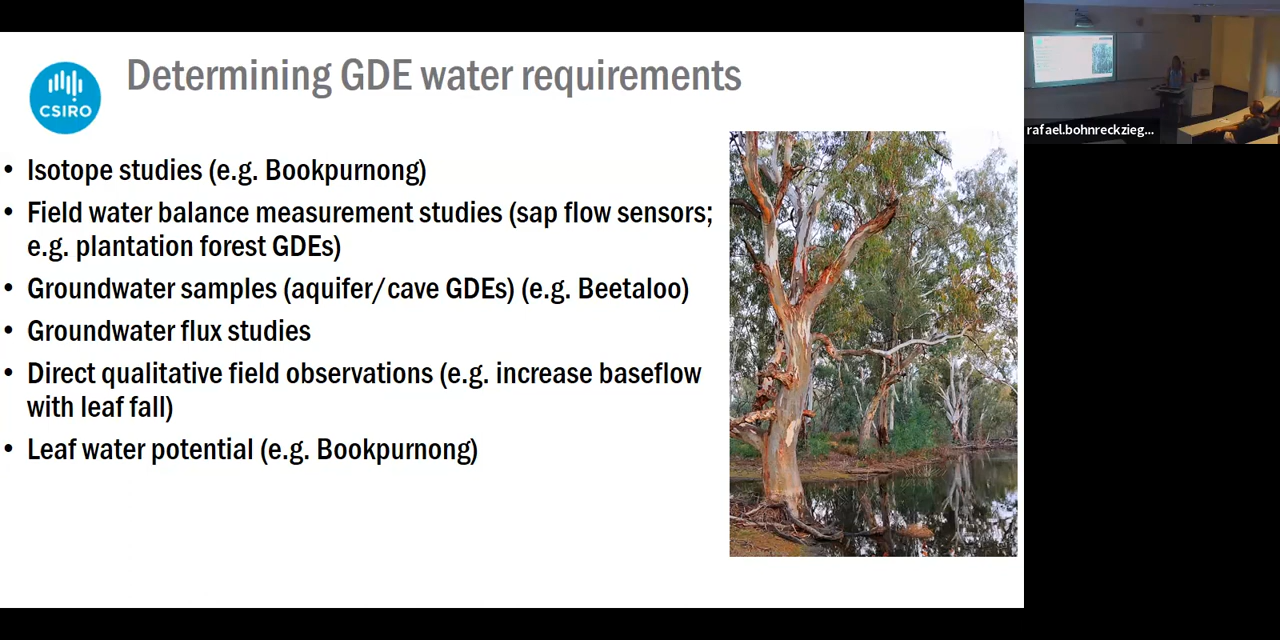 Determining GDE water requirements
CSIRO
• Isotope studies (e.g. Bookpurnong)
• Field water balance measurement studies (sap flow sensors;
e.g. plantation forest GDEs)
• Groundwater samples (aquifer/cave GDEs) (e.g. Beetaloo)
• Groundwater flux studies
• Direct qualitative field observations (e.g. increase baseflow
with leaf fall)
• Leaf water potential (e.g. Bookpurnong)
rafael.bohnreckzieg...